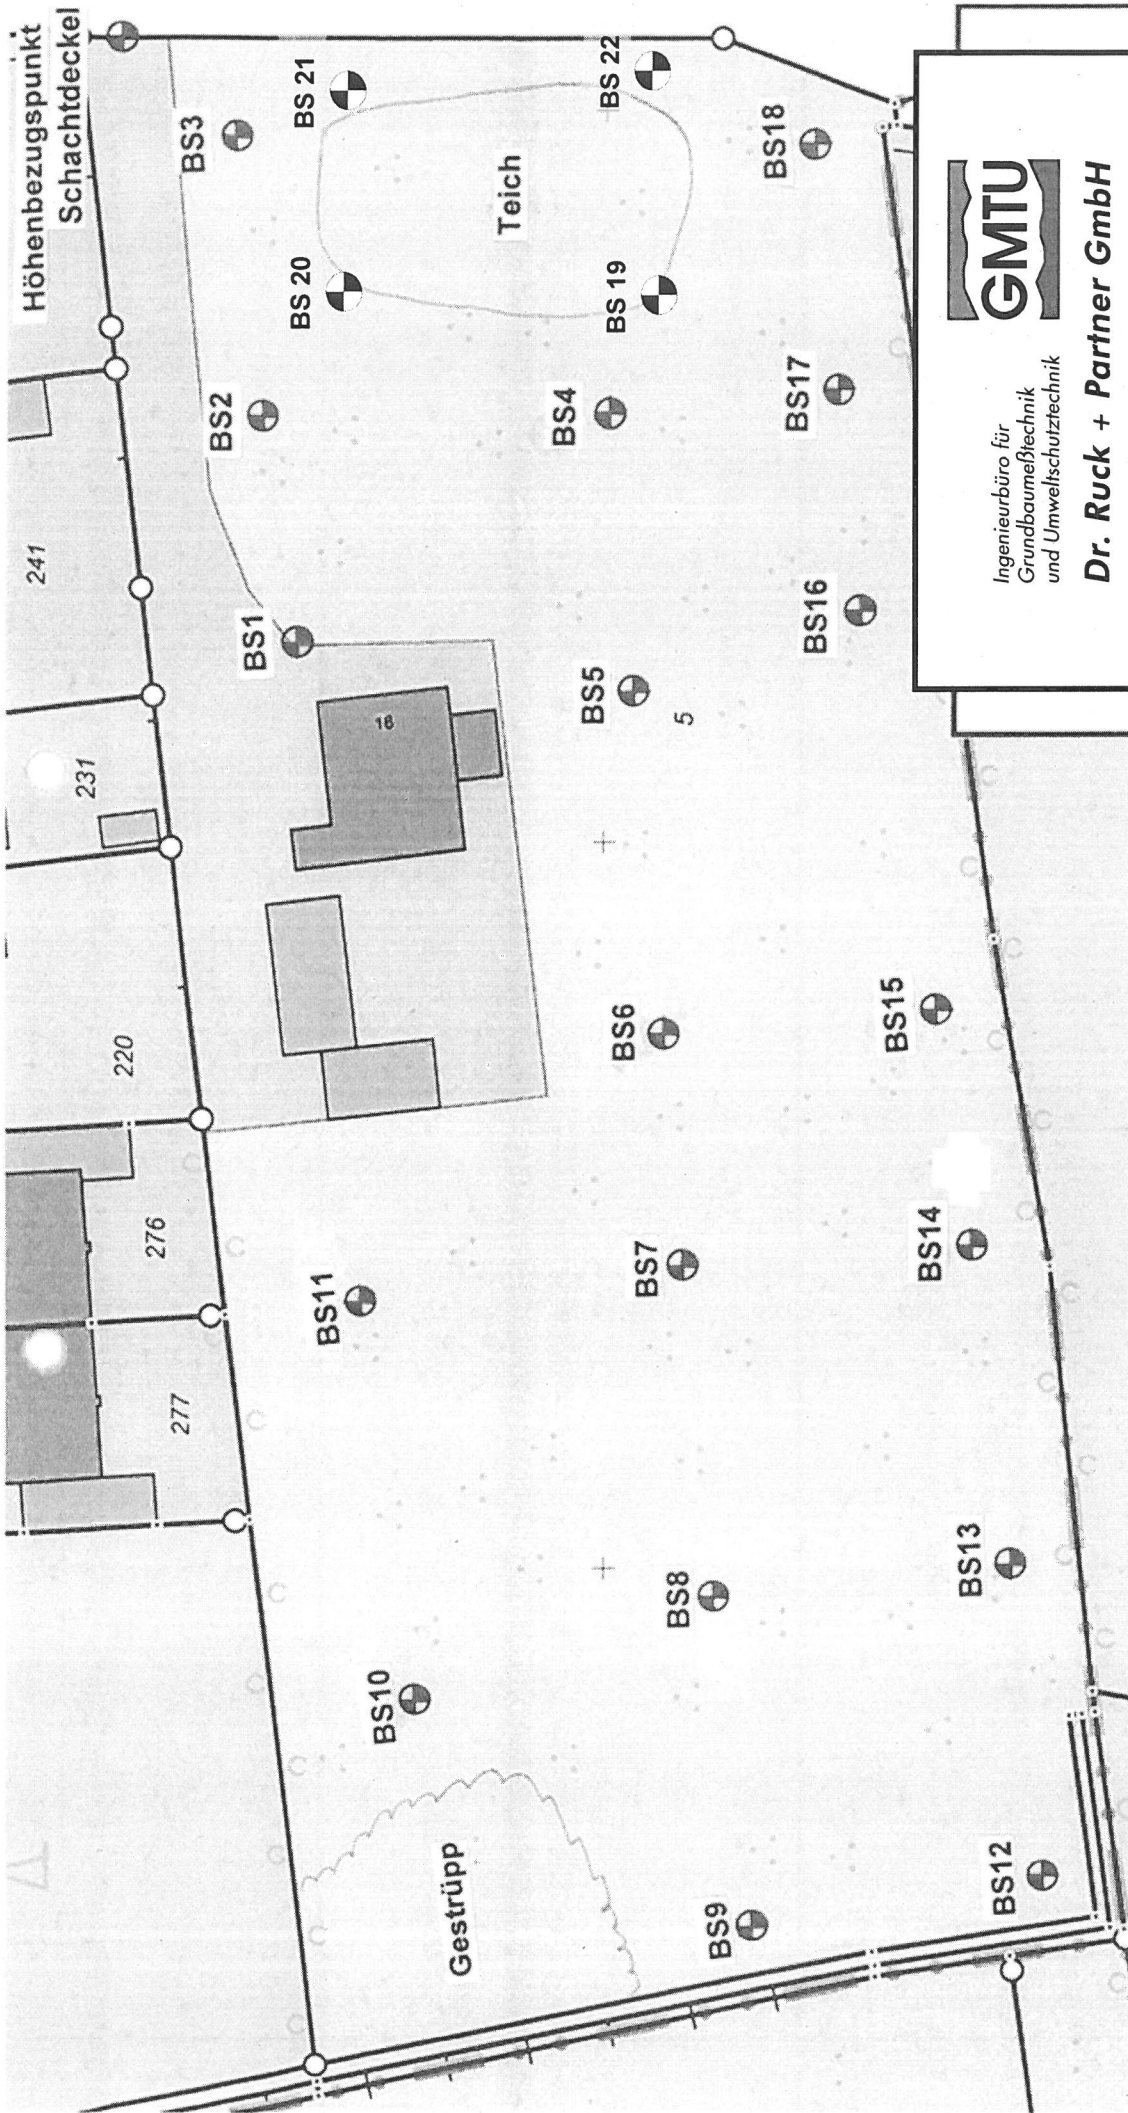 Höhenbezugspunkt
Schachtdeckel
BS3
BS 21
BS 22
BS18
Teich
BS 20
BS 19
BS2
BS4
BS17
241
BS1
BS5
BS16
5
18
231
220
BS6
BS15
276
BS11
BS7
BS14
277
BS10
BS8
BS13
Gestrüpp
BS9
BS12
GMTU
Ingenieurbüro für
Grundbaumeßtechnik
und Umweltschutztechnik
Dr. Ruck + Partner GmbH